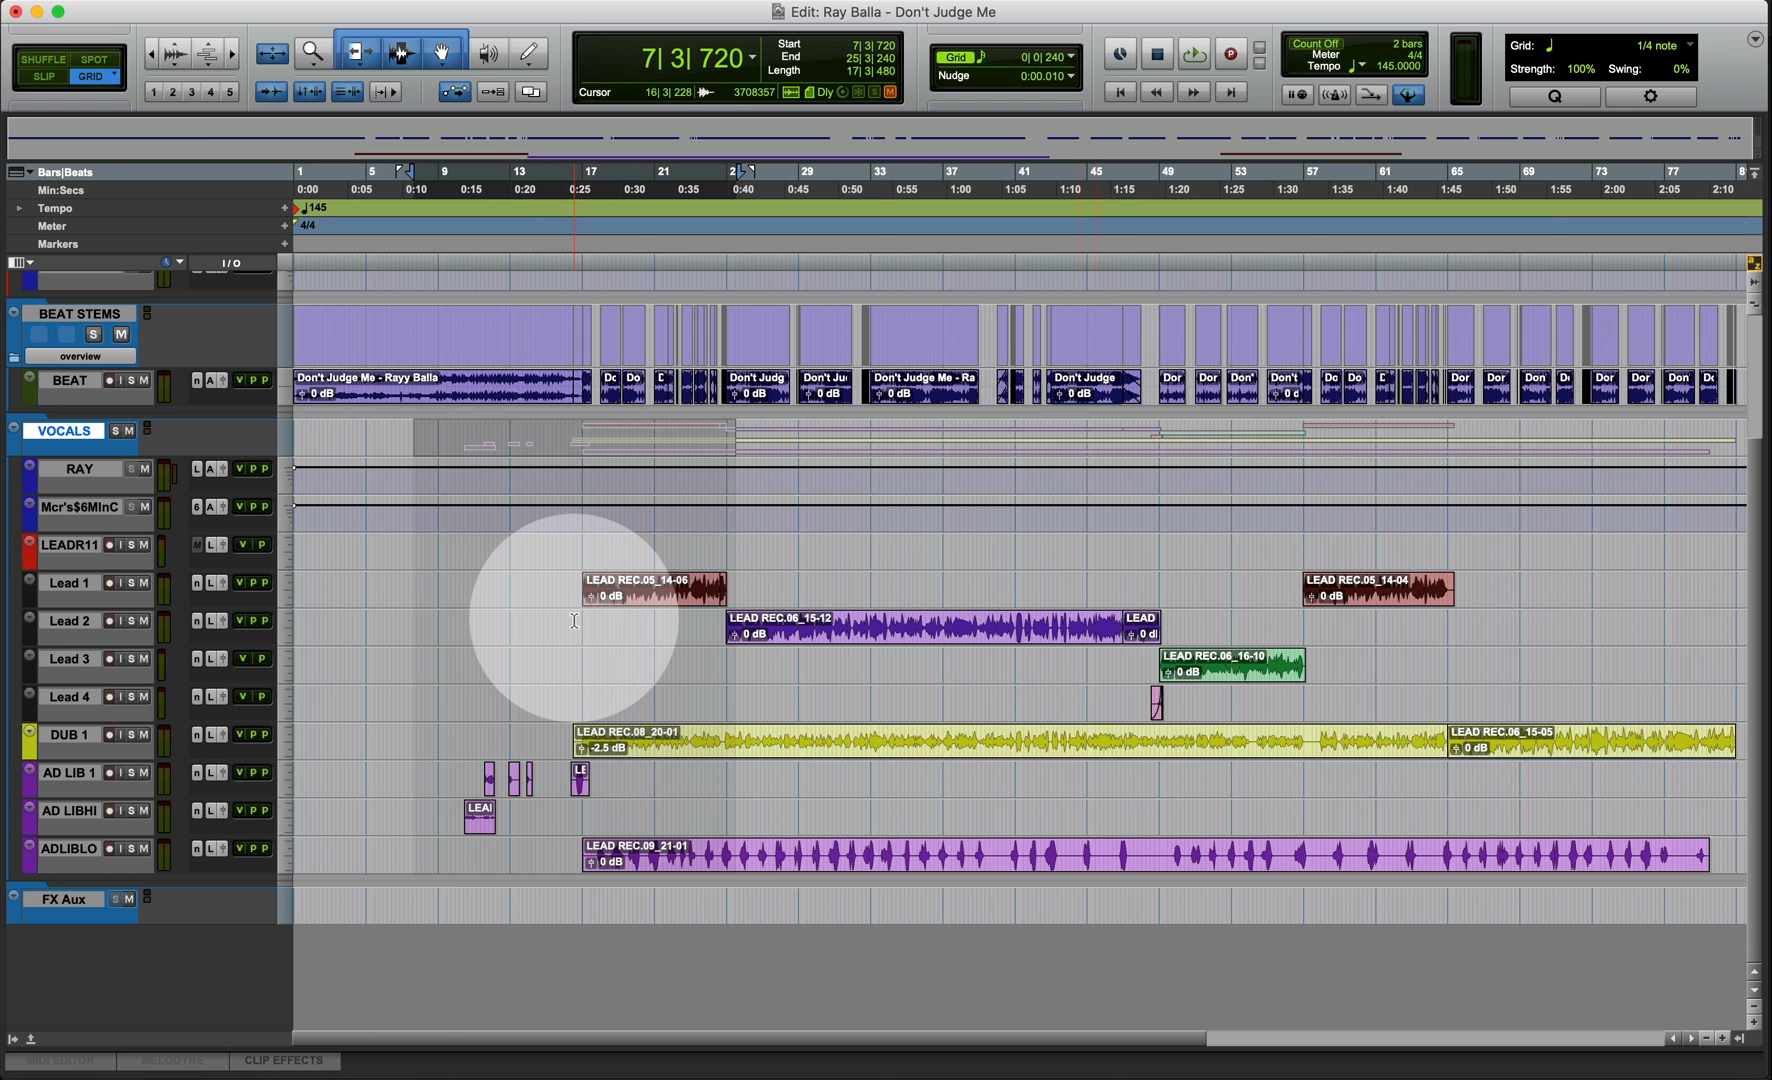 Edit: Ray Balla - Don't Judge Me
SHUFFLE SPOT
SLIP GRID
1 2 3 4 5
7| 3| 720
Start 7| 3| 720
End 25| 3| 240
Length 17| 3| 480
Cursor 16| 3| 228 3708357 Dly
Grid 0| 0| 240
Nudge 0:00.010
Count Off 2 bars
Meter 4/4
Tempo 145.0000
Grid: 1/4 note
Strength: 100% Swing: 0%
Q
Bars|Beats 1 5 9 13 17 21 2 29 33 37 41 45 49 53 57 61 65 69 73 77 8
Min:Secs 0:00 0:05 0:10 0:15 0:20 0:25 0:30 0:35 0:40 0:45 0:50 0:55 1:00 1:05 1:10 1:15 1:20 1:25 1:30 1:35 1:40 1:45 1:50 1:55 2:00 2:05 2:10
Tempo + 145
Meter + 4/4
Markers +
I / O
BEAT STEMS
S M
overview
BEAT I S M n A V P P
Don't Judge Me - Rayy Balla
0 dB
Don't Judg
0 dB
Don't Ju
0 dB
Don't Judge Me - Ra
0 dB
Don't Judge
0 dB
VOCALS S M
RAY S M L A V P P
Mcr's$6MInC S M 6 A V P P
LEADR11 I S M M L V P
Lead 1 I S M n L V P P
LEAD REC.05_14-06
0 dB
LEAD REC.05_14-04
0 dB
Lead 2 I S M n L V P P
LEAD REC.06_15-12
0 dB
LEAD
0 dl
Lead 3 I S M n L V P
LEAD REC.06_16-10
0 dB
Lead 4 I S M n L V P
DUB 1 I S M n L V P P
LEAD REC.08_20-01
-2.5 dB
LEAD REC.06_15-05
0 dB
AD LIB 1 I S M n L V P P
LE
AD LIBHI I S M n L V P P
LEAI
ADLIBLO I S M n L V P P
LEAD REC.09_21-01
0 dB
FX Aux S M
MIDI EDITOR MELODYNE CLIP EFFECTS